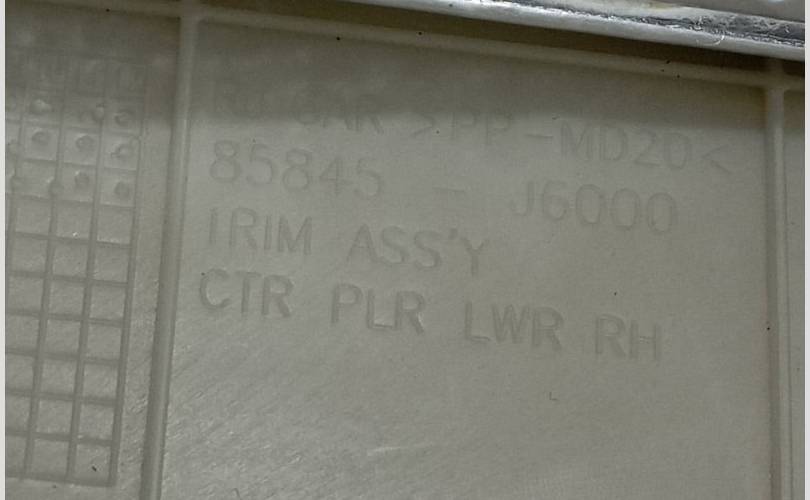 >PP-MD20<
85845 - J6000
TRIM ASS'Y
CTR PLR LWR RH